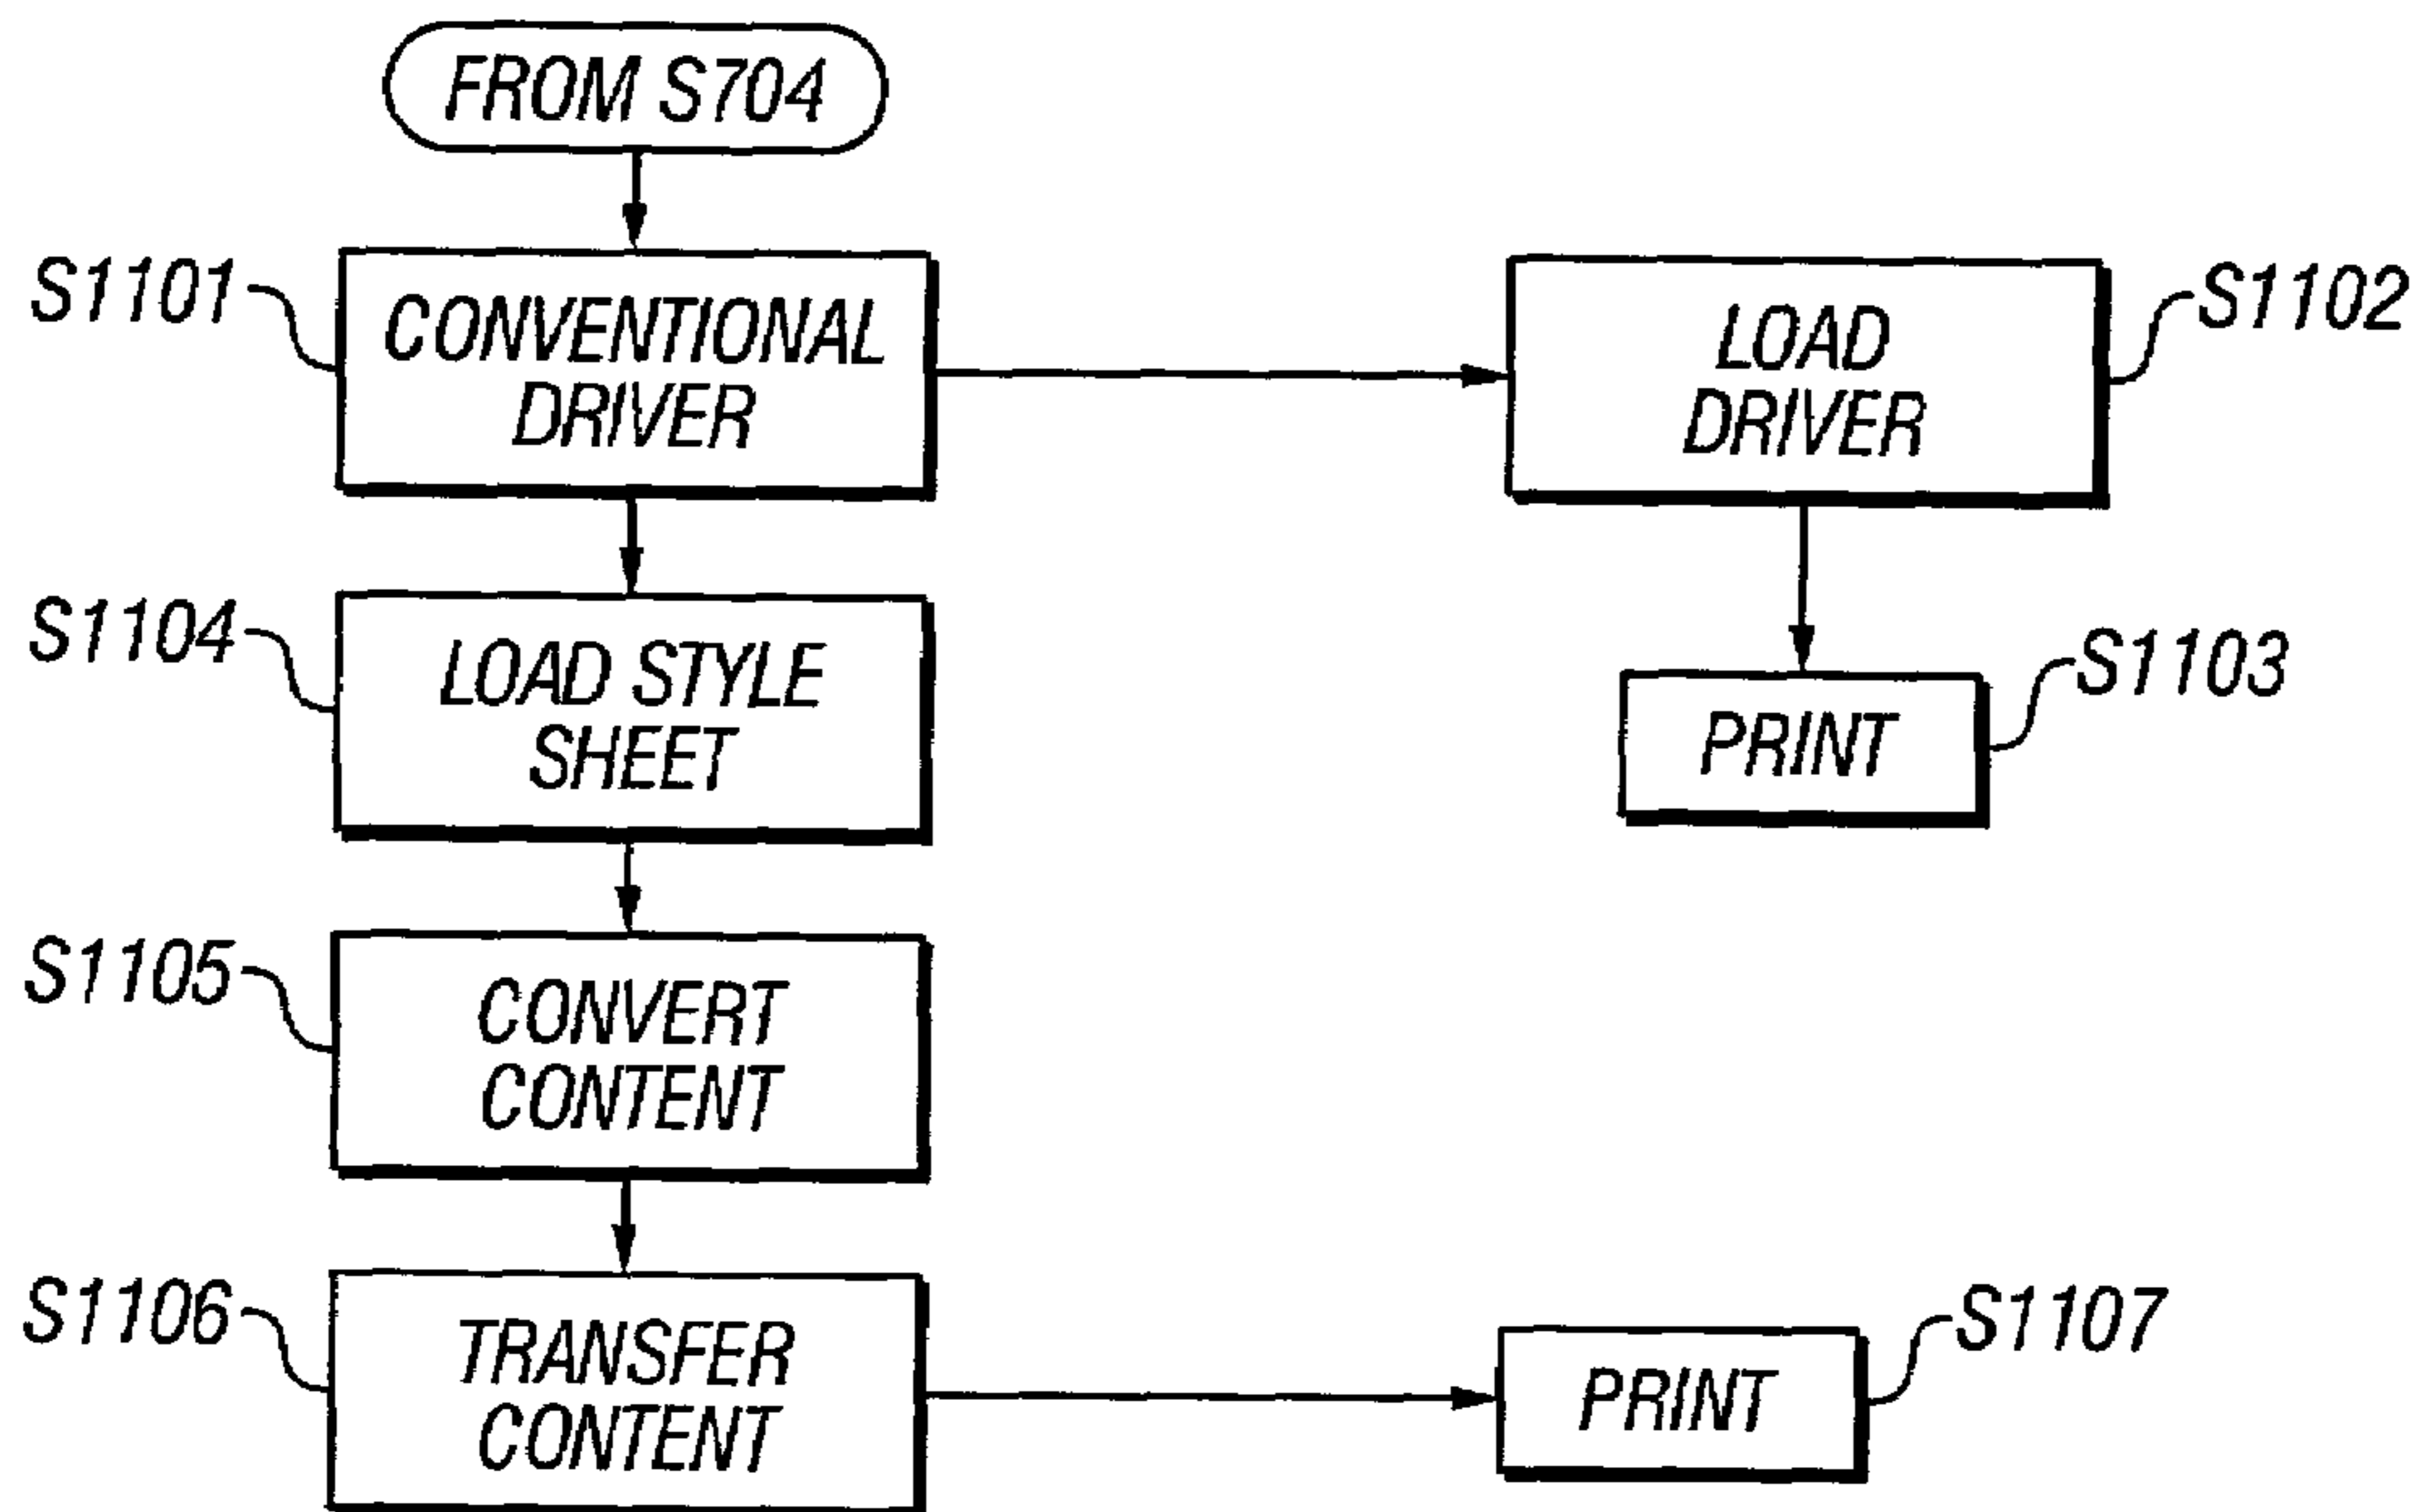 FROM S704
S1101
CONVENTIONAL
DRIVER
LOAD
DRIVER
S1102
S1104
LOAD STYLE
SHEET
PRINT
S1103
S1105
CONVERT
CONTENT
S1106
TRANSFER
CONTENT
PRINT
S1107